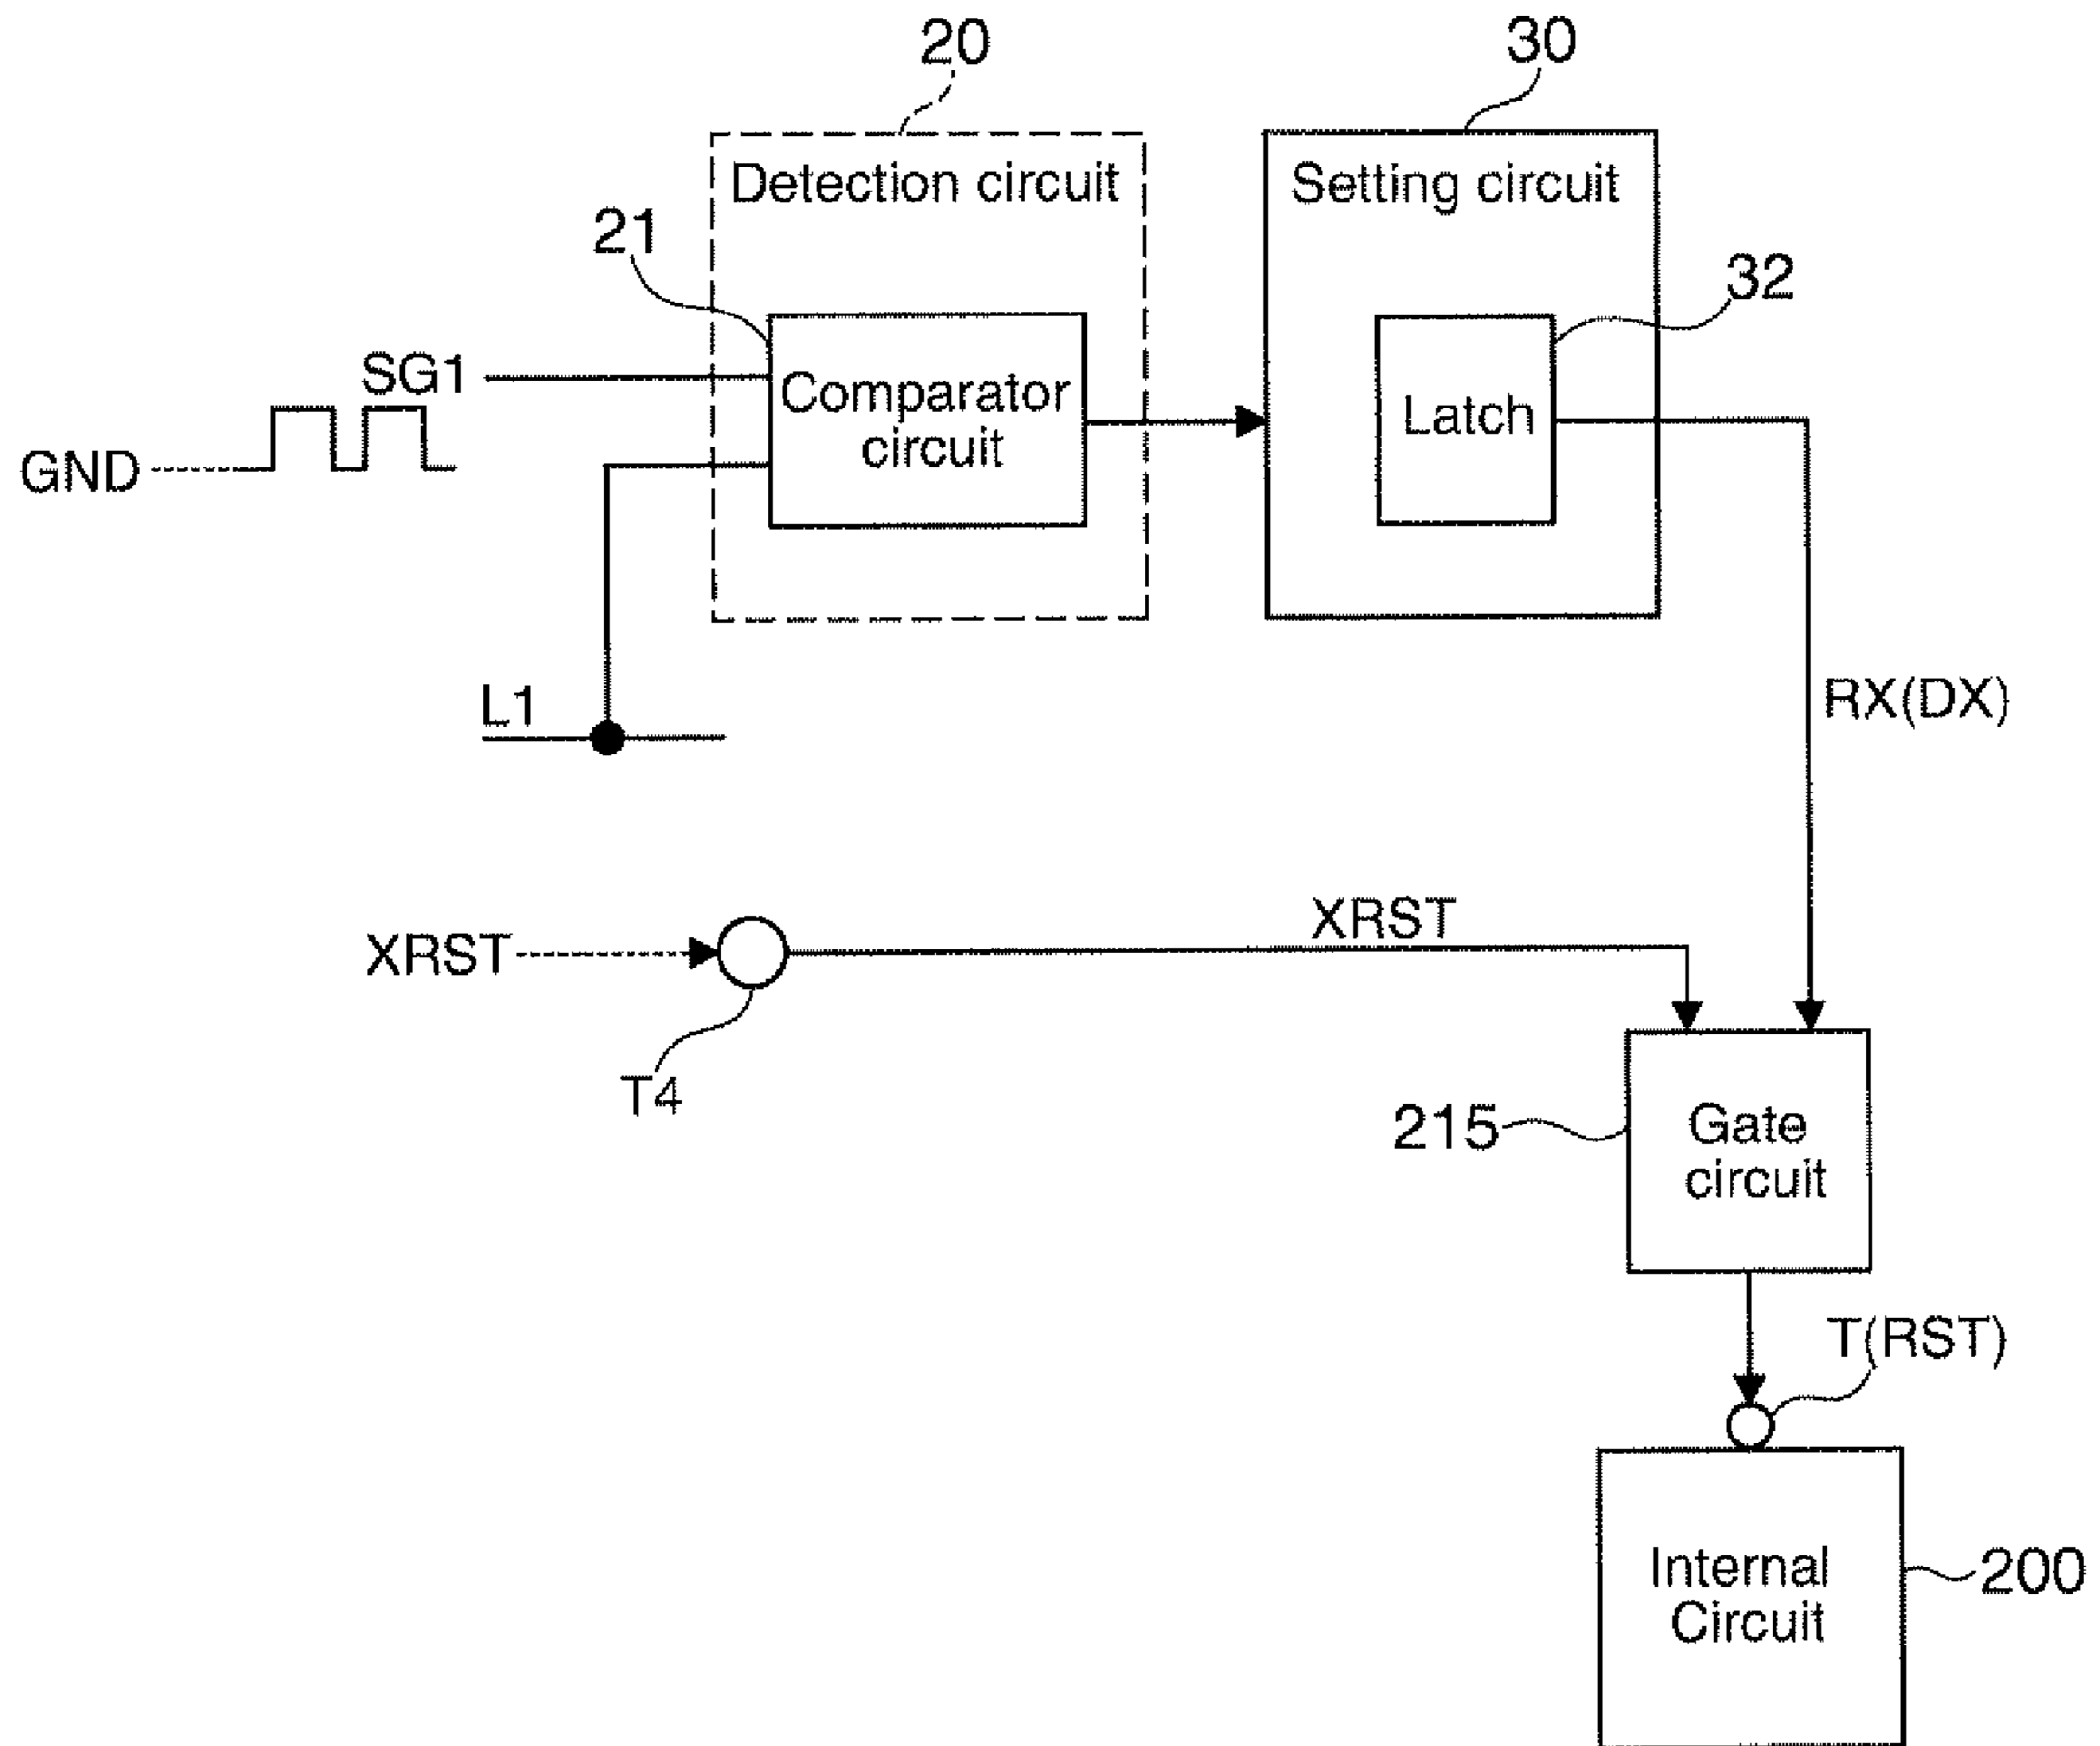 20
30
Detection circuit
Setting circuit
21
32
SG1
Comparator
circuit
Latch
GND
L1
RX(DX)
XRST
XRST
T4
215
Gate
circuit
T(RST)
Internal
Circuit
200